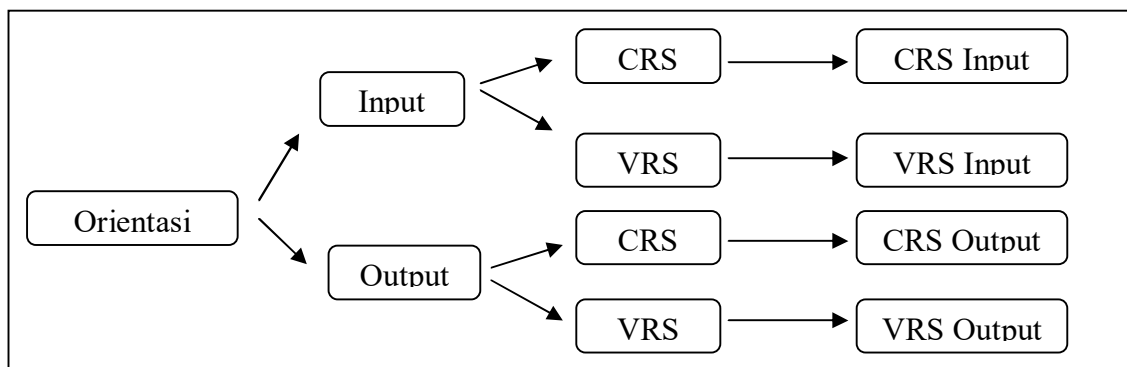 Orientasi
Input
CRS
CRS Input
VRS
VRS Input
Output
CRS
CRS Output
VRS
VRS Output